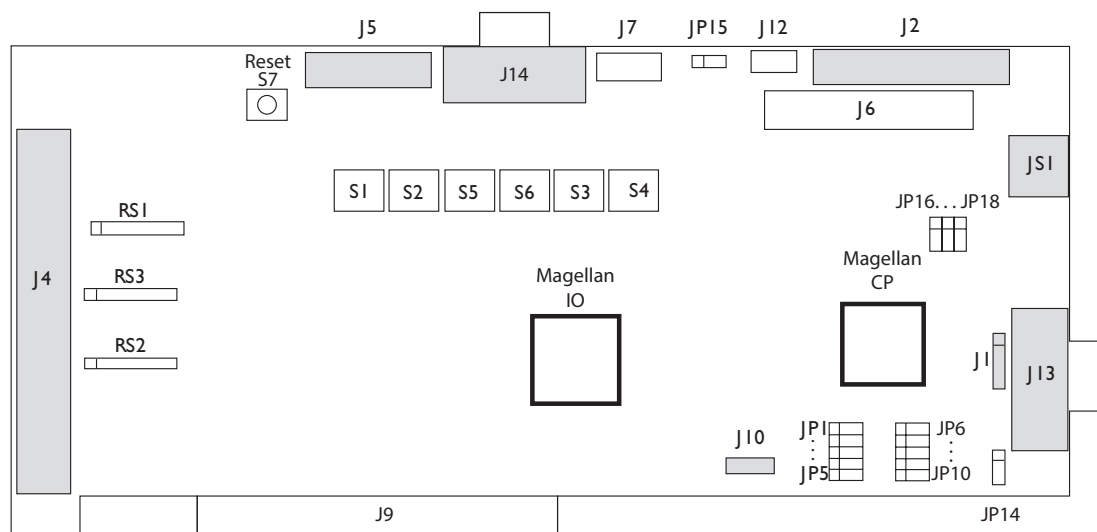 J5
J7
JP15
J12
J2
Reset
S7
J14
J6
JS1
S1
S2
S5
S6
S3
S4
JP16...JP18
RS1
J4
RS3
Magellan
IO
Magellan
CP
RS2
J1
J13
J10
JP1
JP6
JP5
JP10
J9
JP14